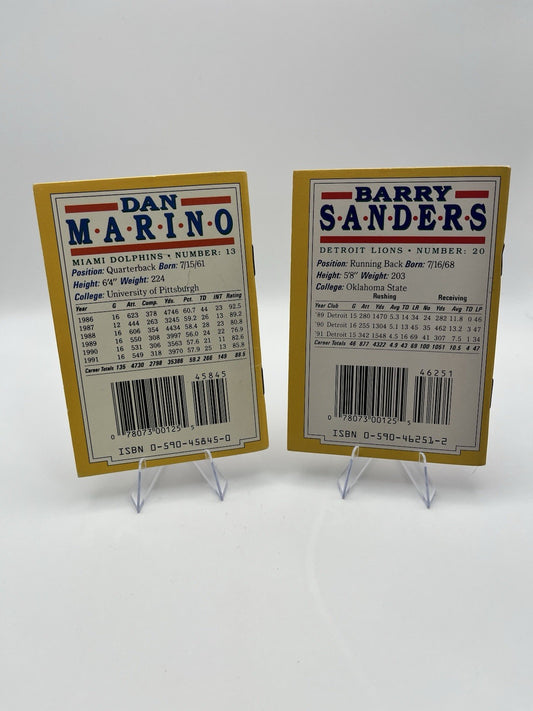 DAN
M·A·R·I·N·O
MIAMI DOLPHINS • NUMBER: 13
Position: Quarterback Born: 7/15/61
Height: 6'4" Weight: 224
College: University of Pittsburgh
Year G Att. Comp. Yds. Pct. TD INT Rating
1986 16 623 378 4746 60.7 44 23 92.5
1987 12 444 263 3245 59.2 26 13 89.2
1988 16 606 354 4434 58.4 28 23 80.8
1989 16 550 308 3997 56.0 24 22 76.9
1990 16 531 306 3563 57.6 21 11 82.6
1991 16 549 318 3970 57.9 25 13 85.8
Career Totals 135 4730 2798 35386 59.2 266 149 88.5
45845
0 78073 00125 5
ISBN 0-590-45845-0
BARRY
S·A·N·D·E·R·S
DETROIT LIONS • NUMBER: 20
Position: Running Back Born: 7/16/68
Height: 5'8" Weight: 203
College: Oklahoma State
Rushing Receiving
Year Club G Att Yds Avg TD LR No Yds Avg TD LP
'89 Detroit 15 280 1470 5.3 14 34 24 282 11.8 0 46
'90 Detroit 16 255 1304 5.1 13 45 35 462 13.2 3 47
'91 Detroit 15 342 1548 4.5 16 69 41 307 7.5 1 34
Career Totals 46 877 4322 4.9 43 69 100 1051 10.5 4 47
46251
0 78073 00125 5
ISBN 0-590-46251-2